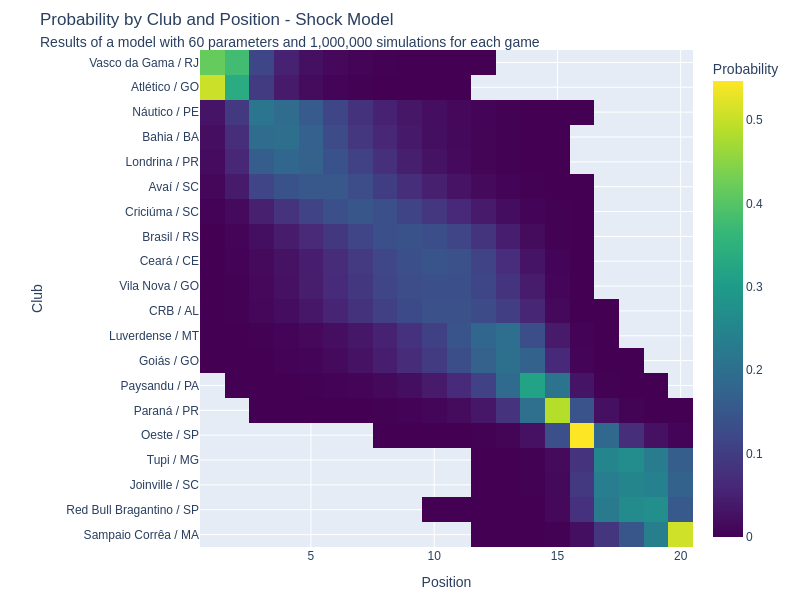 Probability by Club and Position - Shock Model
Results of a model with 60 parameters and 1,000,000 simulations for each game
Probability
Vasco da Gama / RJ
Atlético / GO
Náutico / PE
Bahia / BA
Londrina / PR
Avaí / SC
Criciúma / SC
Brasil / RS
Ceará / CE
Vila Nova / GO
CRB / AL
Luverdense / MT
Goiás / GO
Paysandu / PA
Paraná / PR
Oeste / SP
Tupi / MG
Joinville / SC
Red Bull Bragantino / SP
Sampaio Corrêa / MA
Club
5
10
15
20
Position
0.5
0.4
0.3
0.2
0.1
0